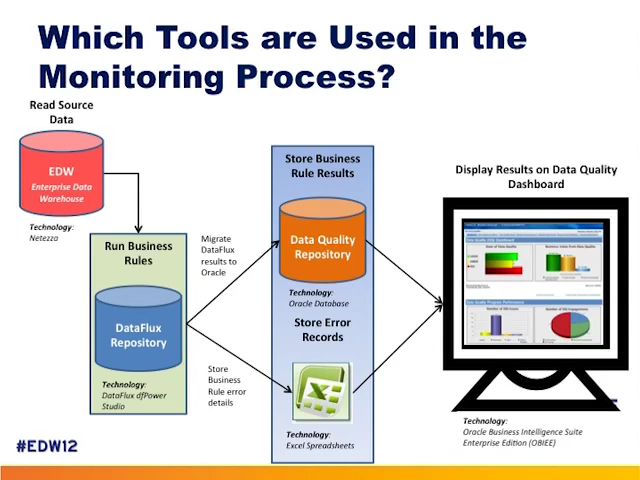 Which Tools are Used in the
Monitoring Process?
Read Source
Data
EDW
Enterprise Data
Warehouse
Technology:
Netezza
Run Business
Rules
DataFlux
Repository
Technology:
DataFlux dfPower
Studio
Migrate
DataFlux
results to
Oracle
Store
Business
Rule error
details
Store Business
Rule Results
Data Quality
Repository
Technology:
Oracle Database
Store Error
Records
Technology:
Excel Spreadsheets
Display Results on Data Quality
Dashboard
Technology:
Oracle Business Intelligence Suite
Enterprise Edition (OBIEE)
#EDW12